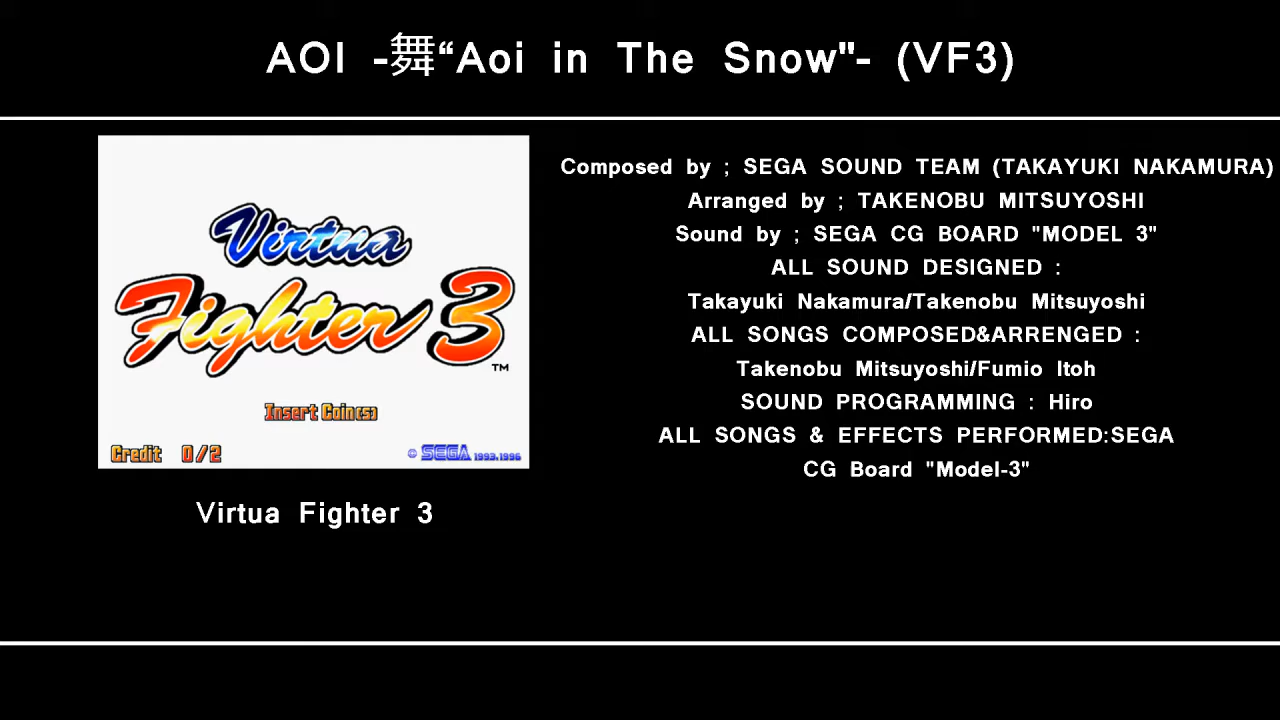 AOI -舞“Aoi in The Snow"- (VF3)
Virtua
Fighter 3
TM
Insert Coin(s)
Credit 0/2
© SEGA 1993,1996
Virtua Fighter 3
Composed by ; SEGA SOUND TEAM (TAKAYUKI NAKAMURA)
Arranged by ; TAKENOBU MITSUYOSHI
Sound by ; SEGA CG BOARD "MODEL 3"
ALL SOUND DESIGNED :
Takayuki Nakamura/Takenobu Mitsuyoshi
ALL SONGS COMPOSED&ARRENGED :
Takenobu Mitsuyoshi/Fumio Itoh
SOUND PROGRAMMING : Hiro
ALL SONGS & EFFECTS PERFORMED:SEGA
CG Board "Model-3"